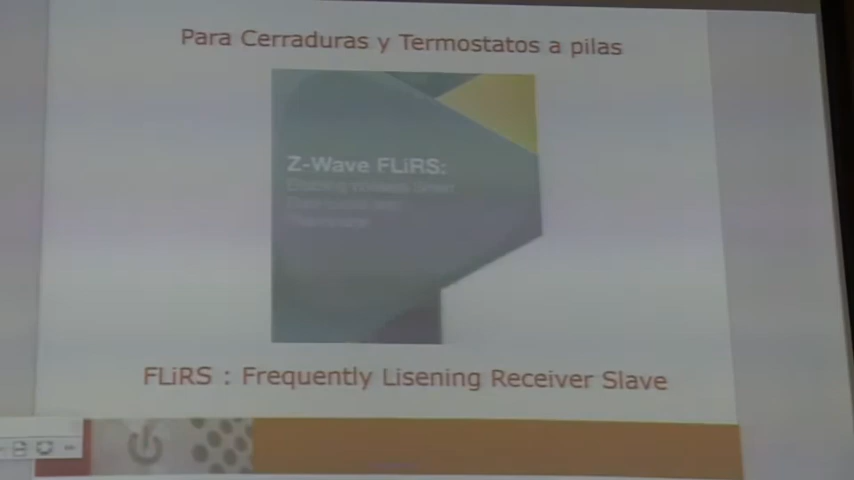 Para Cerraduras y Termostatos a pilas
Z-Wave FLiRS:
FLiRS : Frequently Lisening Receiver Slave